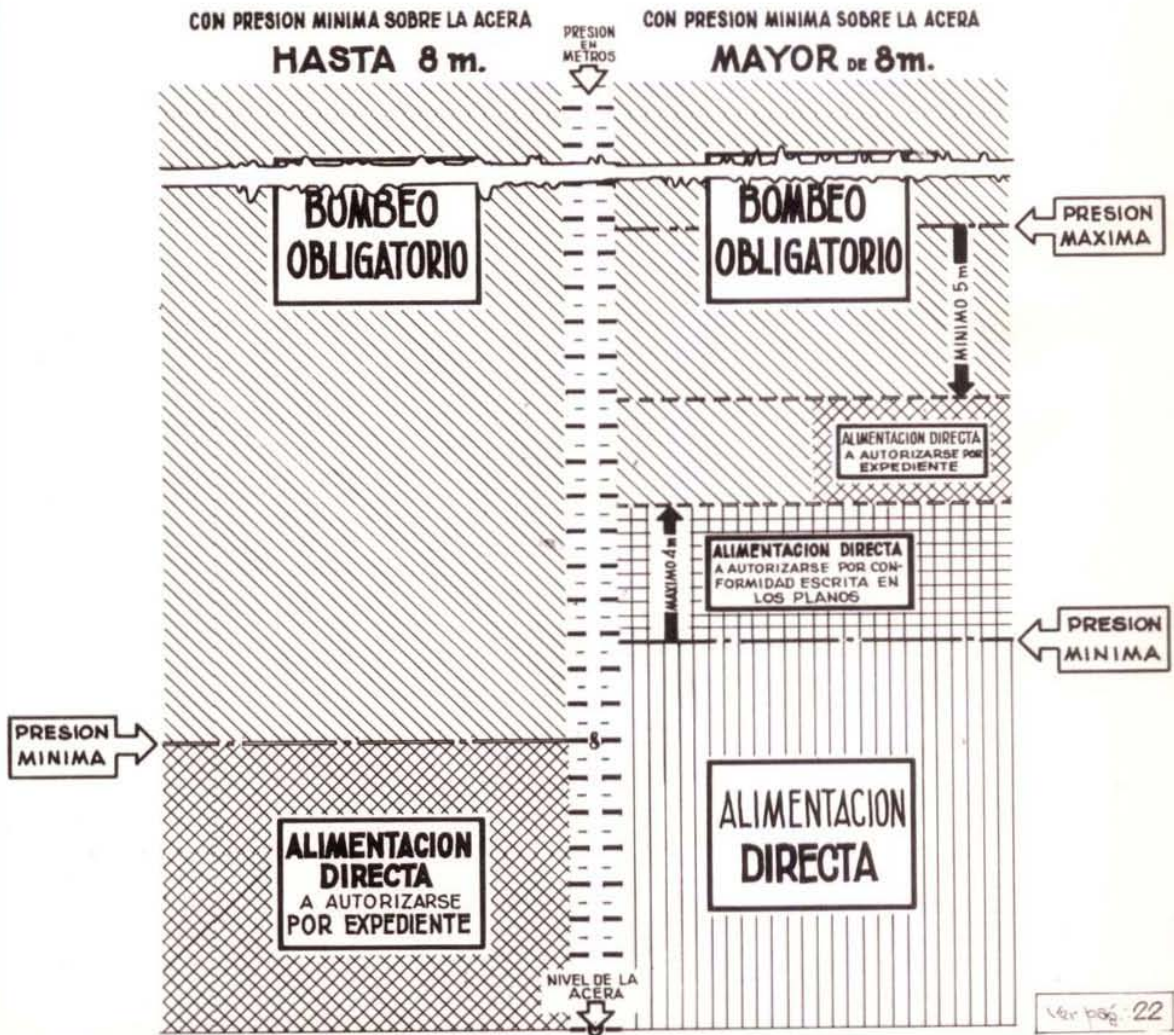 CON PRESION MINIMA SOBRE LA ACERA
HASTA 8 m.
PRESION
EN
METROS
CON PRESION MINIMA SOBRE LA ACERA
MAYOR DE 8m.
BOMBEO
OBLIGATORIO
BOMBEO
OBLIGATORIO
PRESION
MAXIMA
MINIMO 5m
ALIMENTACION DIRECTA
A AUTORIZARSE POR
EXPEDIENTE
MAXIMO 4m
ALIMENTACION DIRECTA
A AUTORIZARSE POR CON-
FORMIDAD ESCRITA EN
LOS PLANOS
PRESION
MINIMA
PRESION
MINIMA
8
ALIMENTACION
DIRECTA
A AUTORIZARSE
POR EXPEDIENTE
ALIMENTACION
DIRECTA
NIVEL DE LA
ACERA
Ver pág. 22